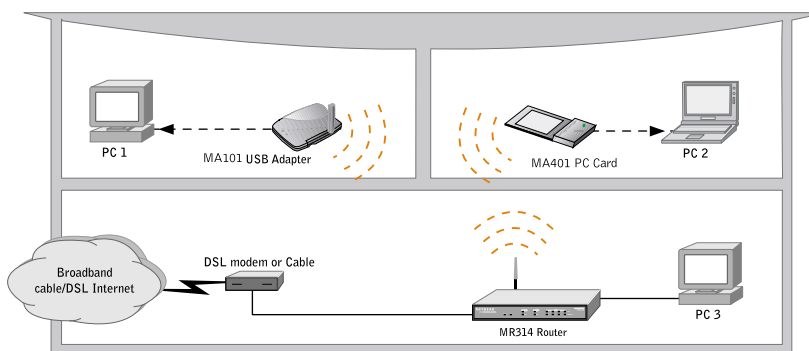 PC 1
MA101 USB Adapter
MA401 PC Card
PC 2
Broadband
cable/DSL Internet
DSL modem or Cable
NETGEAR
MR314 Router
PC 3